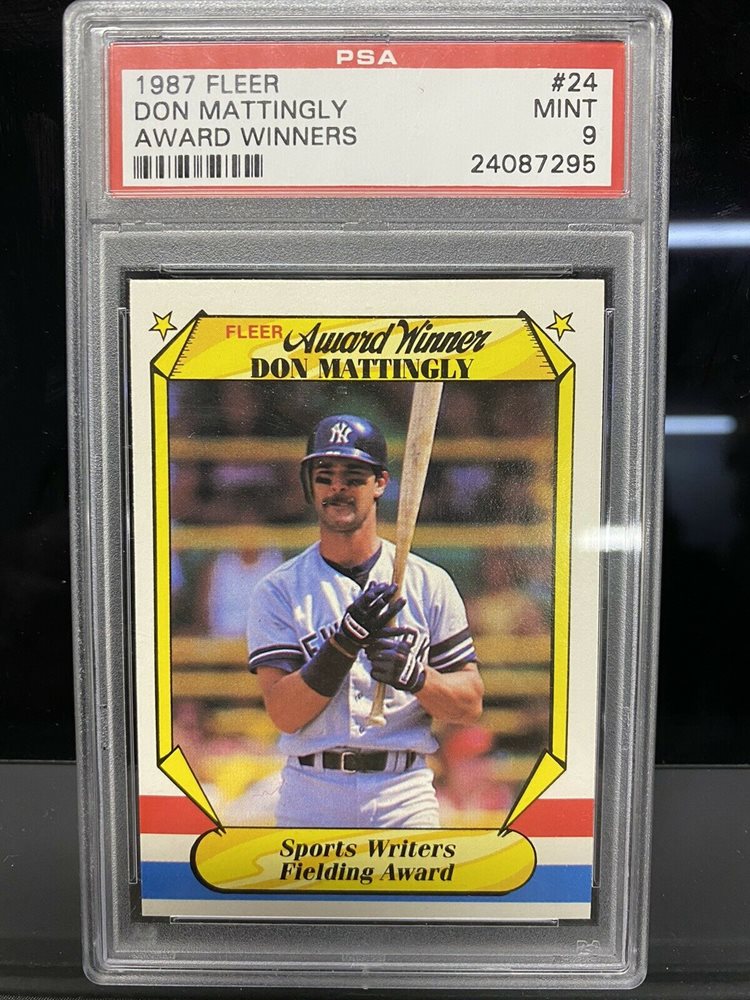 PSA
1987 FLEER #24
DON MATTINGLY MINT
AWARD WINNERS 9
24087295
FLEER Award Winner
DON MATTINGLY
NY
Sports Writers
Fielding Award